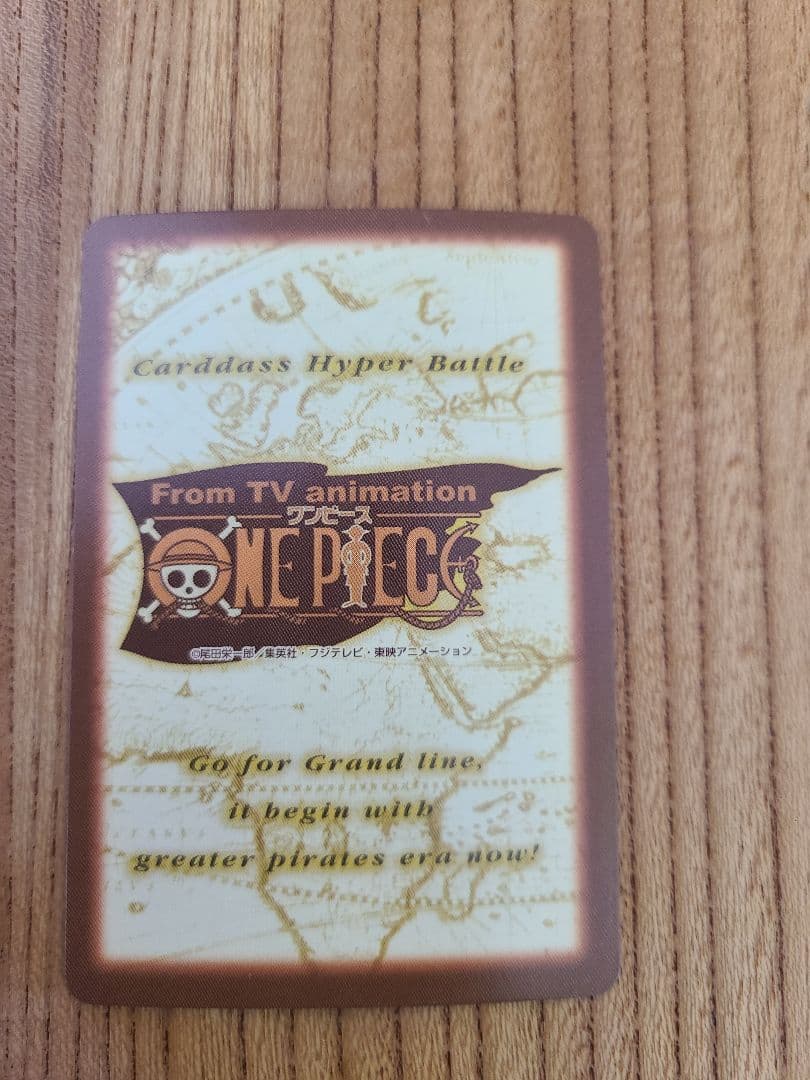 Carddass Hyper Battle
From TV animation
ワンピース
ONE PIECE
©尾田栄一郎／集英社・フジテレビ・東映アニメーション
Go for Grand line,
it begin with
greater pirates era now!